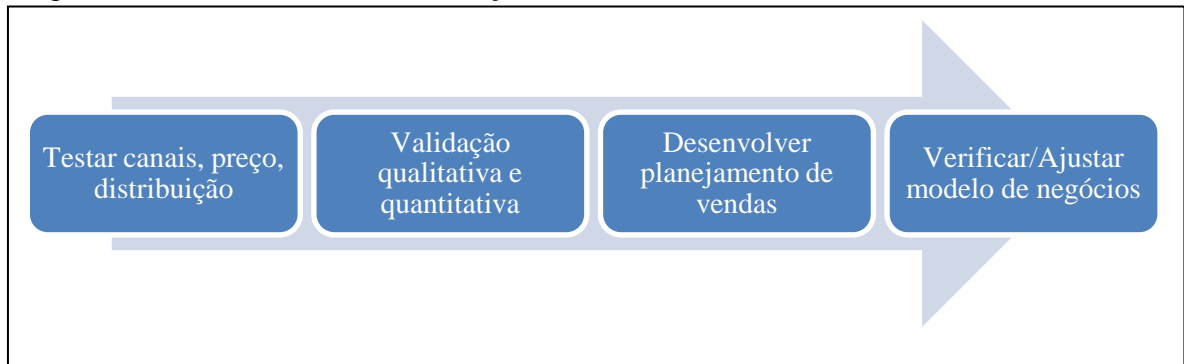 Testar canais, preço,
distribuição
Validação
qualitativa e
quantitativa
Desenvolver
planejamento de
vendas
Verificar/Ajustar
modelo de negócios